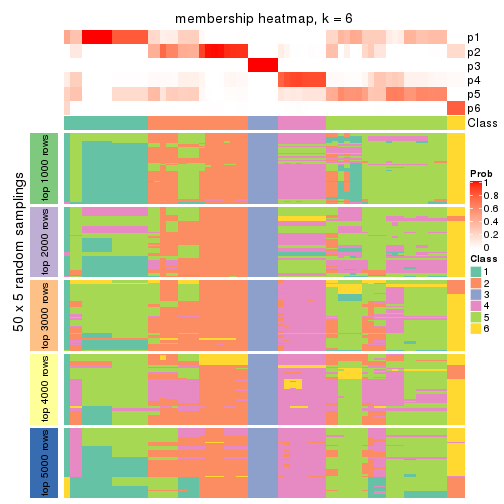 membership heatmap, k = 6
p1
p2
p3
p4
p5
p6
Class
50 x 5 random samplings
top 1000 rows
top 2000 rows
top 3000 rows
top 4000 rows
top 5000 rows
Prob
1
0.8
0.6
0.4
0.2
0
Class
1
2
3
4
5
6